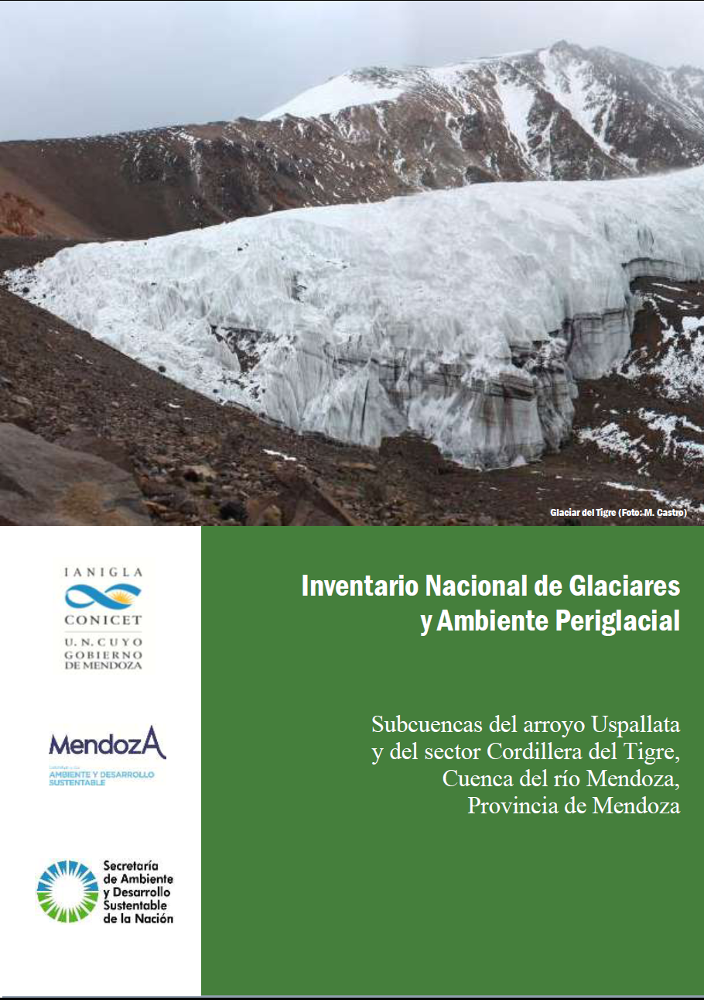 Glaciar del Tigre (Foto: M. Castro)
IANIGLA
CONICET
U. N. CUYO
GOBIERNO
DE MENDOZA
MendozA
AMBIENTE Y DESARROLLO
SUSTENTABLE
Secretaría
de Ambiente
y Desarrollo
Sustentable
de la Nación
Inventario Nacional de Glaciares
y Ambiente Periglacial
Subcuencas del arroyo Uspallata
y del sector Cordillera del Tigre,
Cuenca del río Mendoza,
Provincia de Mendoza